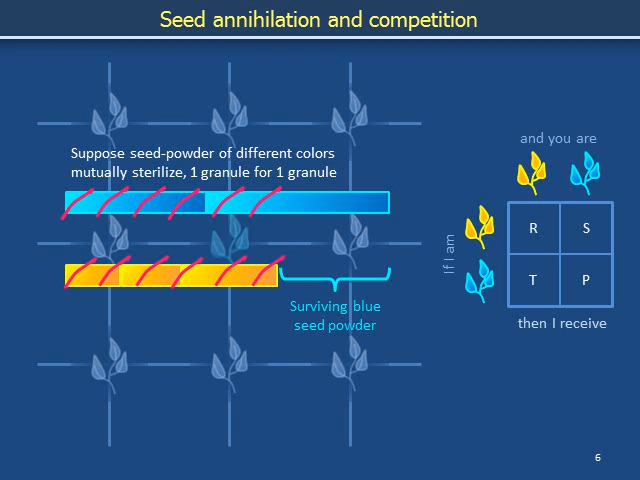 Seed annihilation and competition
Suppose seed-powder of different colors
mutually sterilize, 1 granule for 1 granule
Surviving blue
seed powder
and you are
If I am
R S
T P
then I receive
6